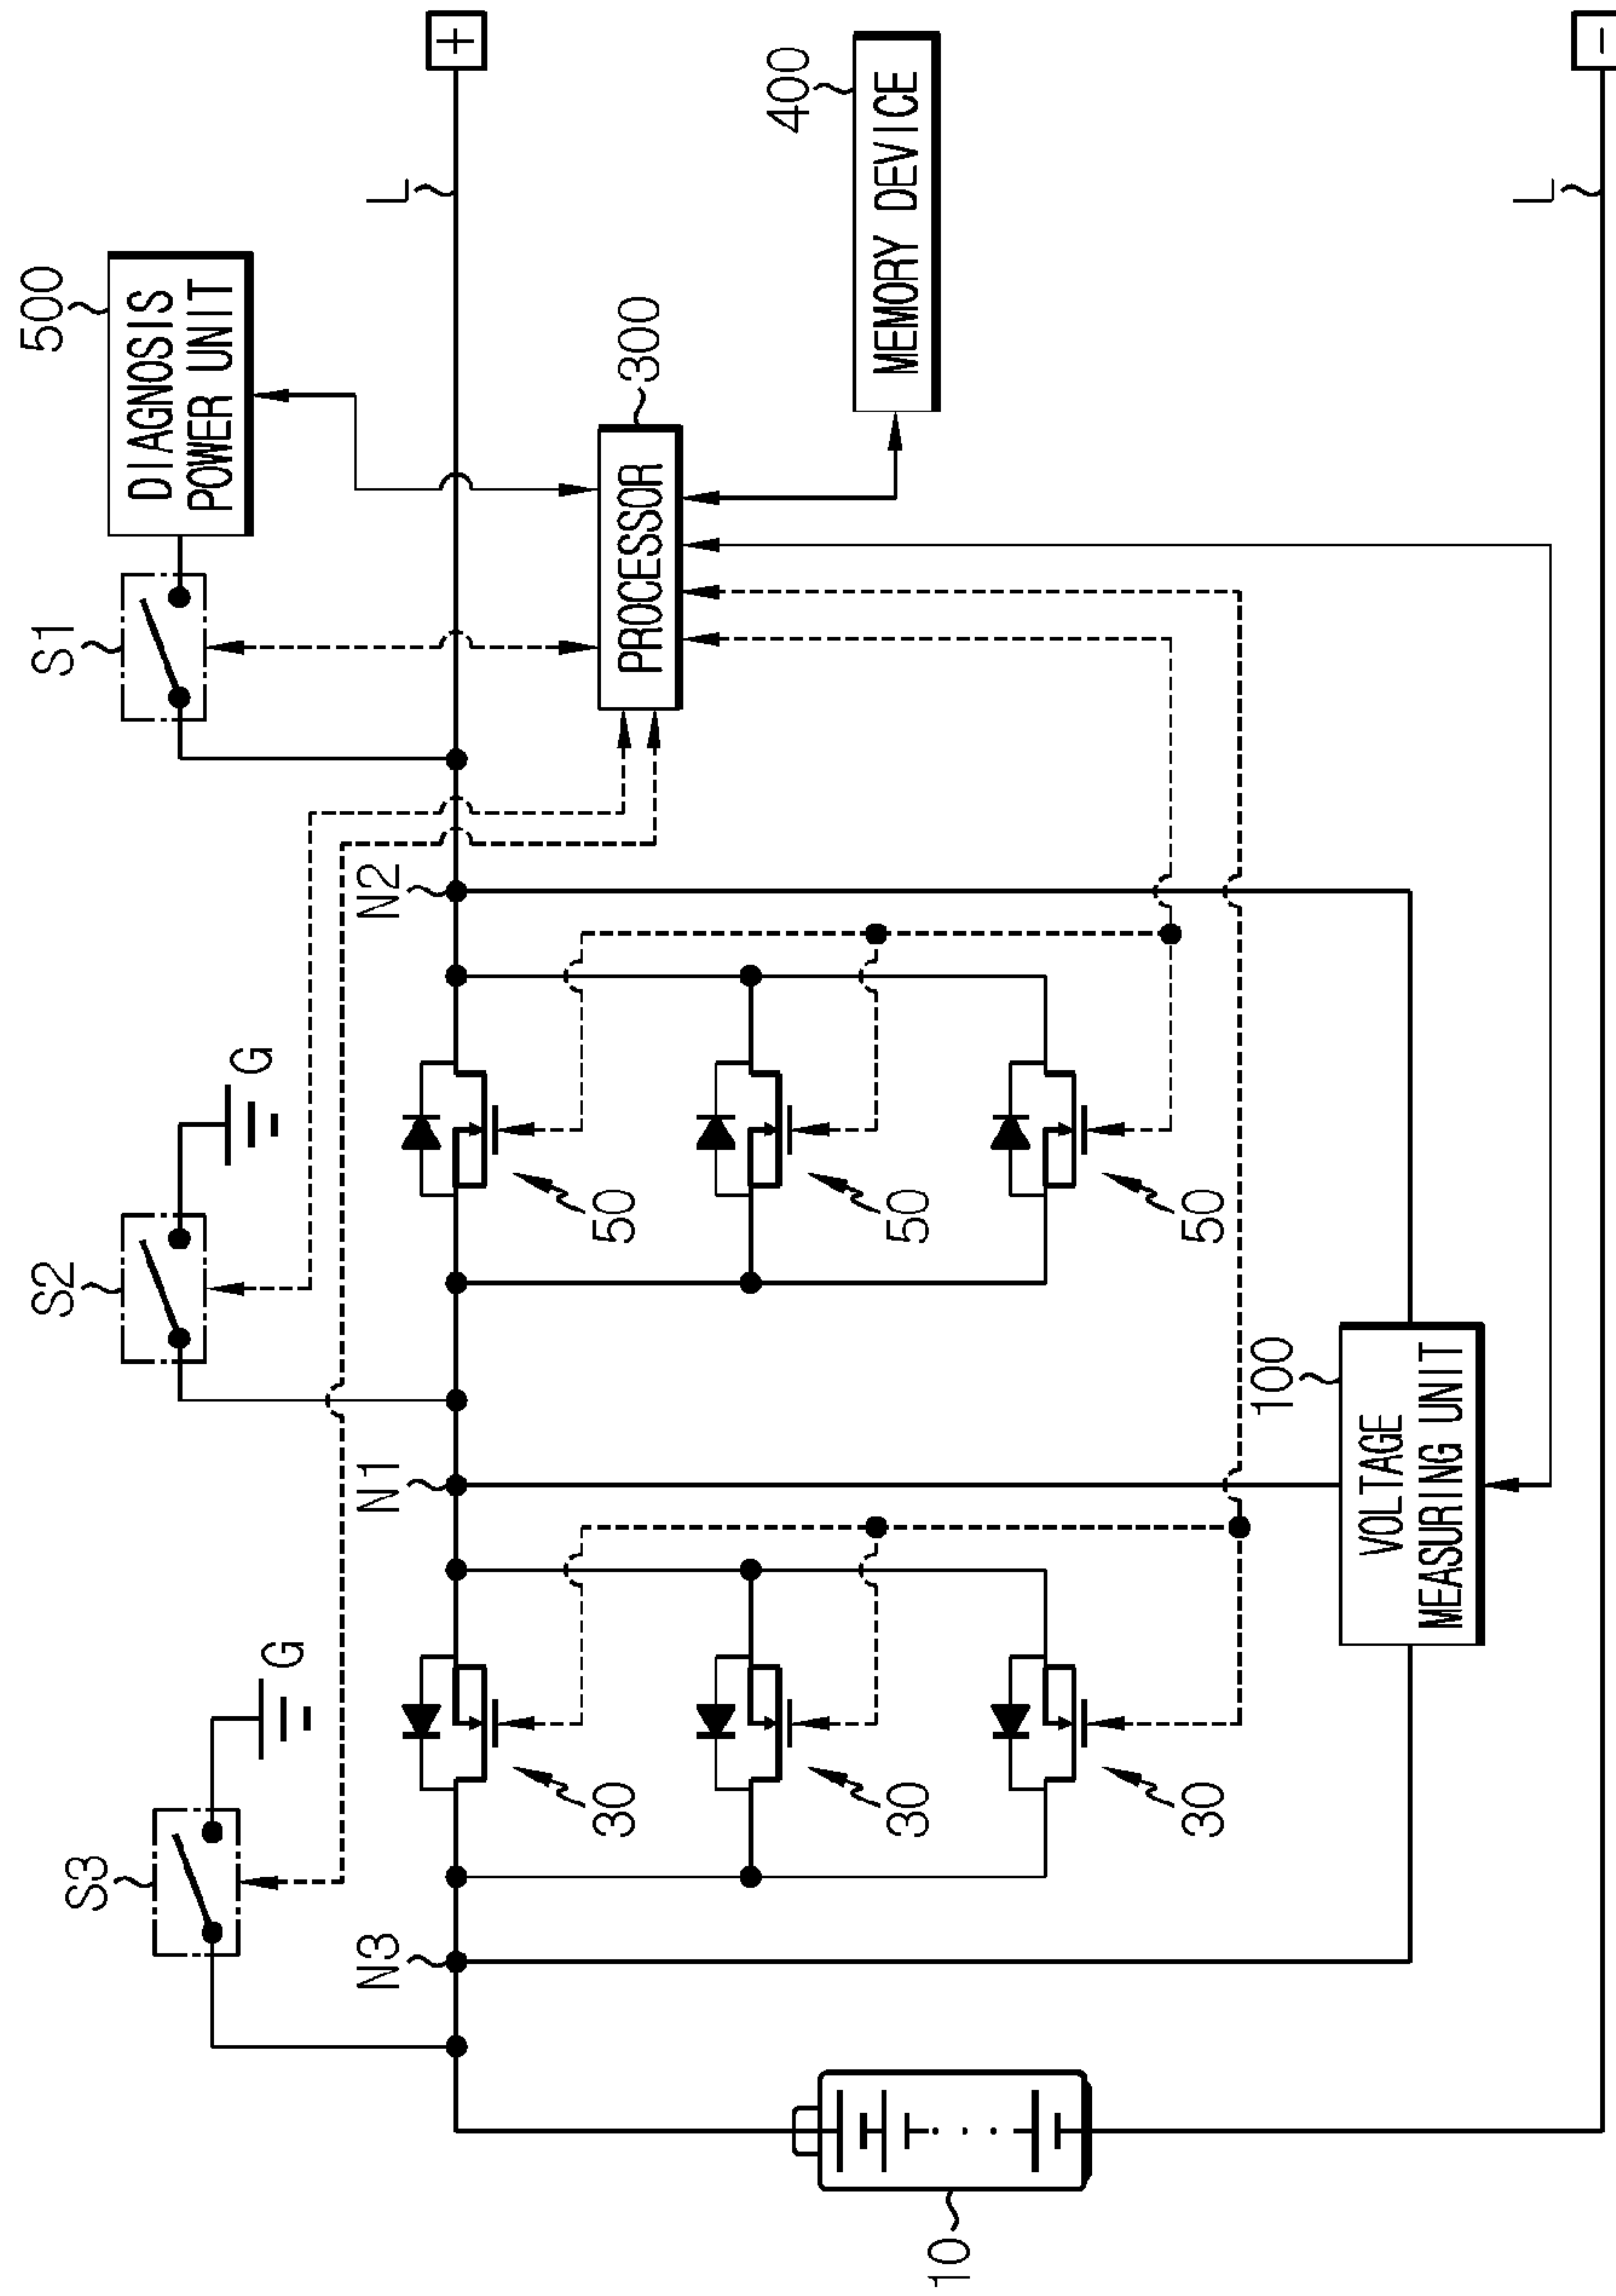 S3
S2
S1
500
DIAGNOSIS
POWER UNIT
G
G
N3
N1
N2
L
+
30
50
PROCESSOR
300
400
MEMORY DEVICE
30
50
10
30
50
100
VOLTAGE
MEASURING UNIT
L
-